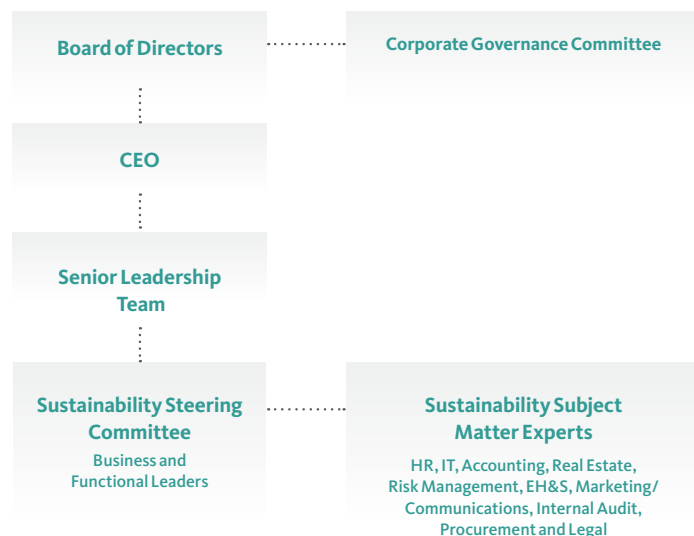 Board of Directors
Corporate Governance Committee
CEO
Senior Leadership
Team
Sustainability Steering
Committee
Business and
Functional Leaders
Sustainability Subject
Matter Experts
HR, IT, Accounting, Real Estate,
Risk Management, EH&S, Marketing/
Communications, Internal Audit,
Procurement and Legal